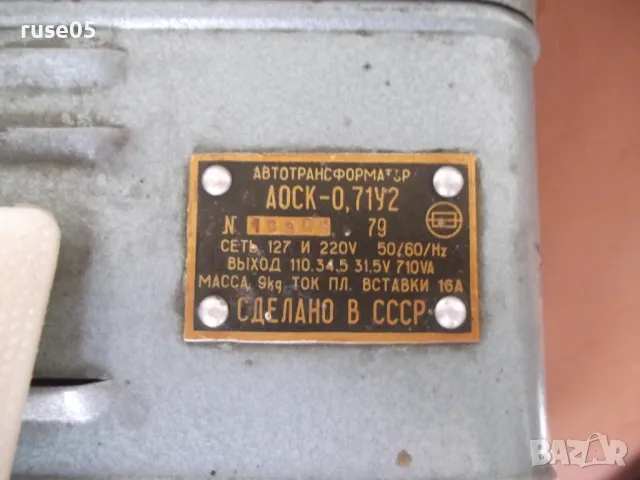 ruse05
АВТОТРАНСФОРМАТОР
АОСК-0,71У2
N 79
СЕТЬ 127 И 220V 50/60/Hz
ВЫХОД 110.34.5 31.5V 710VA
МАССА 9kg ТОК ПЛ. ВСТАВКИ 16А
СДЕЛАНО В СССР
BAZAR
bg